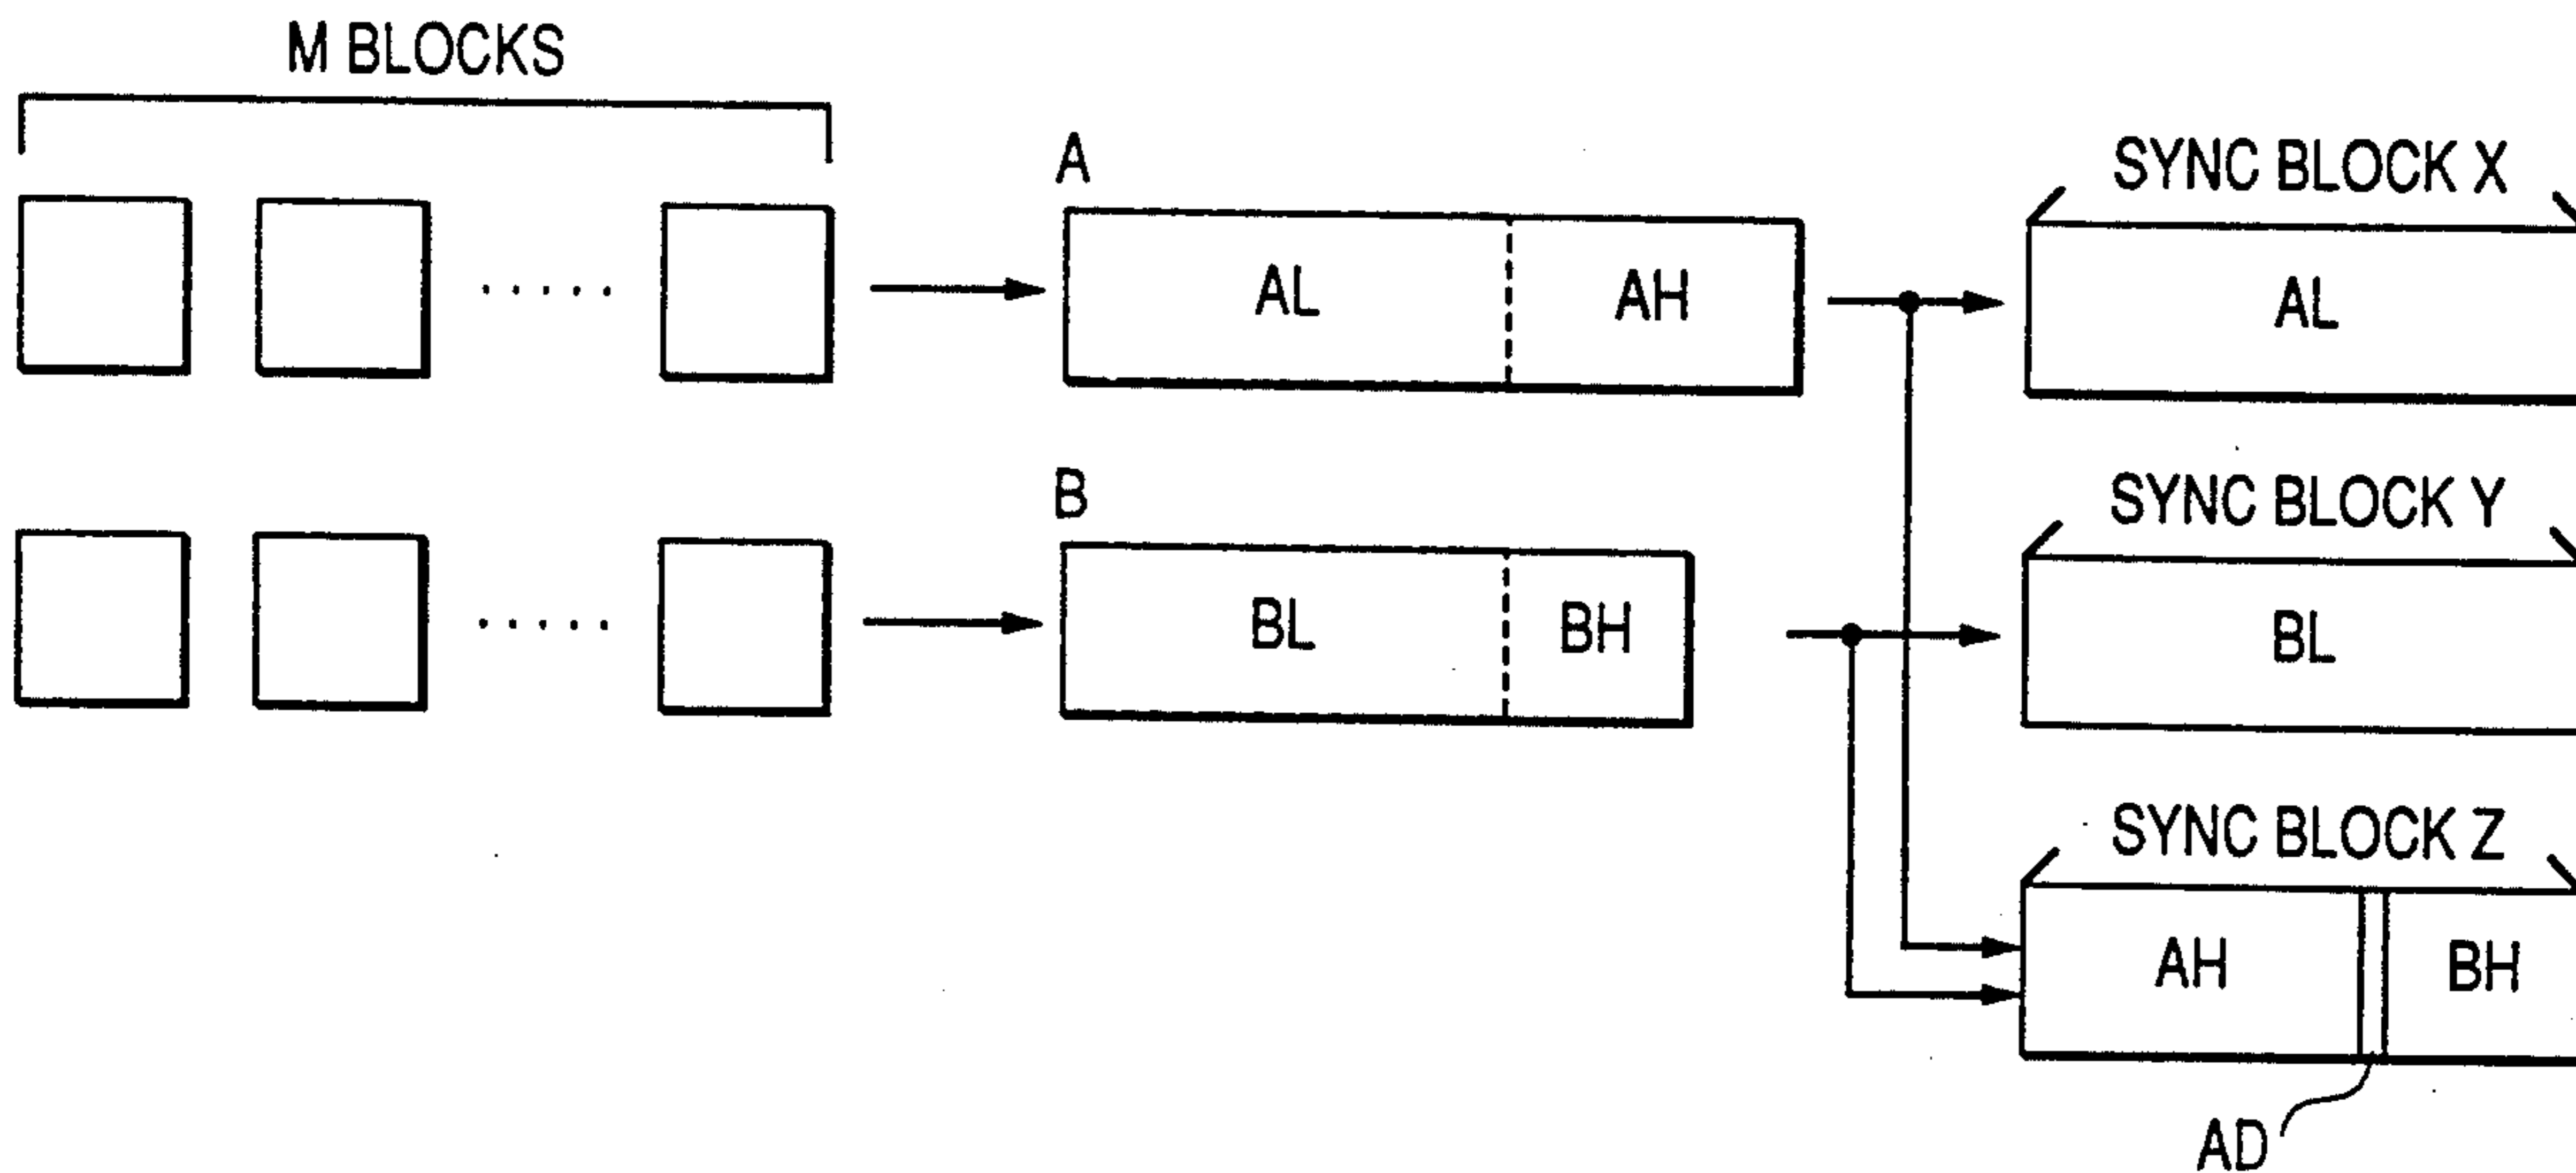 M BLOCKS
A
SYNC BLOCK X
AL
AH
AL
B
SYNC BLOCK Y
BL
BH
BL
SYNC BLOCK Z
AH
BH
AD